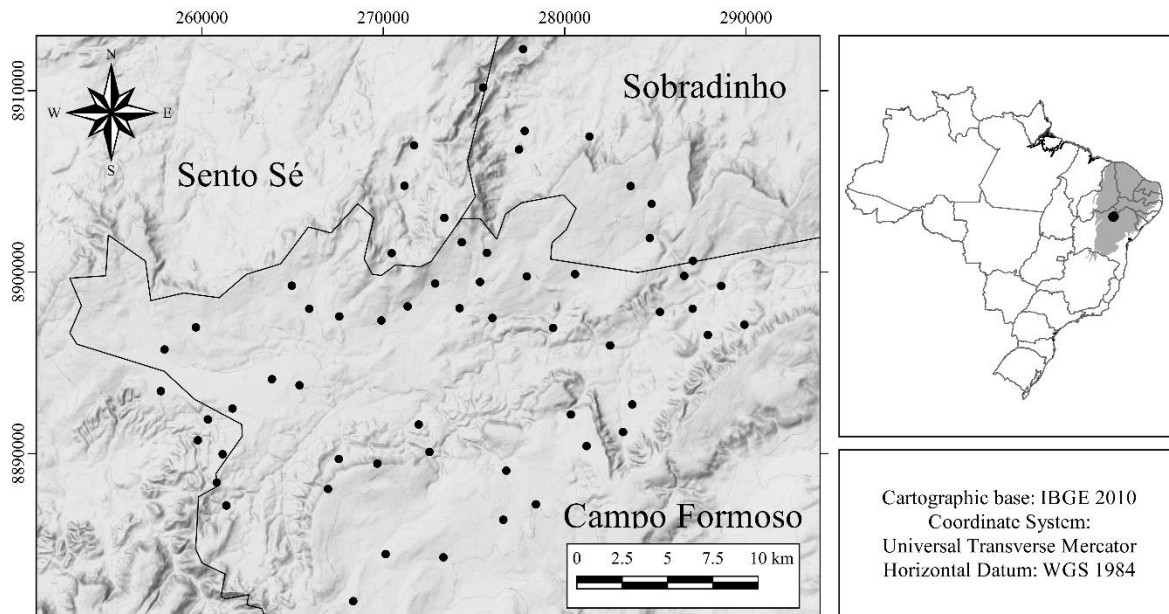 260000 270000 280000 290000
8910000
8900000
8890000
N
W E
S
Sobradinho
Sento Sé
Campo Formoso
0 2.5 5 7.5 10 km
Cartographic base: IBGE 2010
Coordinate System:
Universal Transverse Mercator
Horizontal Datum: WGS 1984